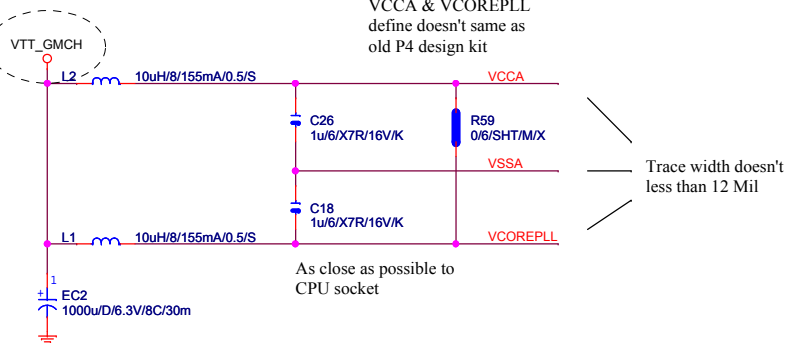 VCCA & VCOREPLL
define doesn't same as
old P4 design kit
VTT_GMCH
L2 10uH/8/155mA/0.5/S VCCA
C26
1u/6/X7R/16V/K
R59
0/6/SHT/M/X
VSSA
Trace width doesn't
less than 12 Mil
C18
1u/6/X7R/16V/K
L1 10uH/8/155mA/0.5/S VCOREPLL
As close as possible to
CPU socket
1
+
EC2
1000u/D/6.3V/8C/30m